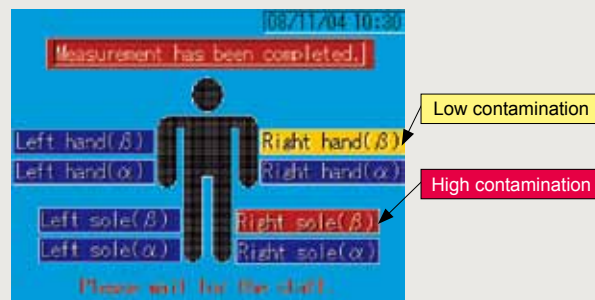 [08/11/04 10:30
Measurement has been completed.]
Low contamination
Left hand(β) Right hand(β)
Left hand(α) Right hand(α)
High contamination
Left sole(β) Right sole(β)
Left sole(α) Right sole(α)
Please wait for the staff.